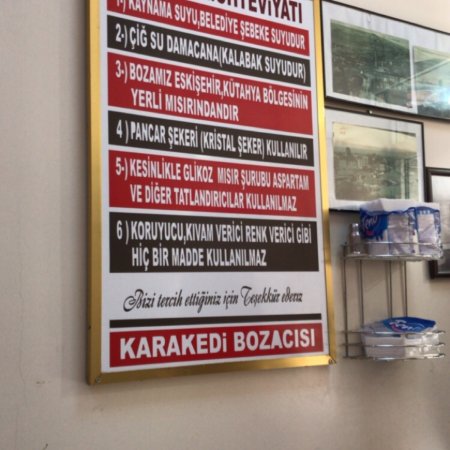 MUHTEVİYATI
1-) KAYNAMA SUYU,BELEDİYE ŞEBEKE SUYUDUR
2-) ÇİĞ SU DAMAÇANA(KALABAK SUYUDUR)
3-) BOZAMIZ ESKİŞEHİR,KÜTAHYA BÖLGESİNİN
YERLİ MISIRINDANDIR
4 ) PANCAR ŞEKERİ (KRİSTAL ŞEKER) KULLANILIR
5-) KESİNLİKLE GLİKOZ MISIR ŞURUBU ASPARTAM
VE DİĞER TATLANDIRICILAR KULLANILMAZ
6 ) KORUYUCU,KIVAM VERİCİ RENK VERİCİ GİBİ
HİÇ BİR MADDE KULLANILMAZ
Bizi tercih ettiğiniz için Teşekkür ederiz
KARAKEDİ BOZACISI